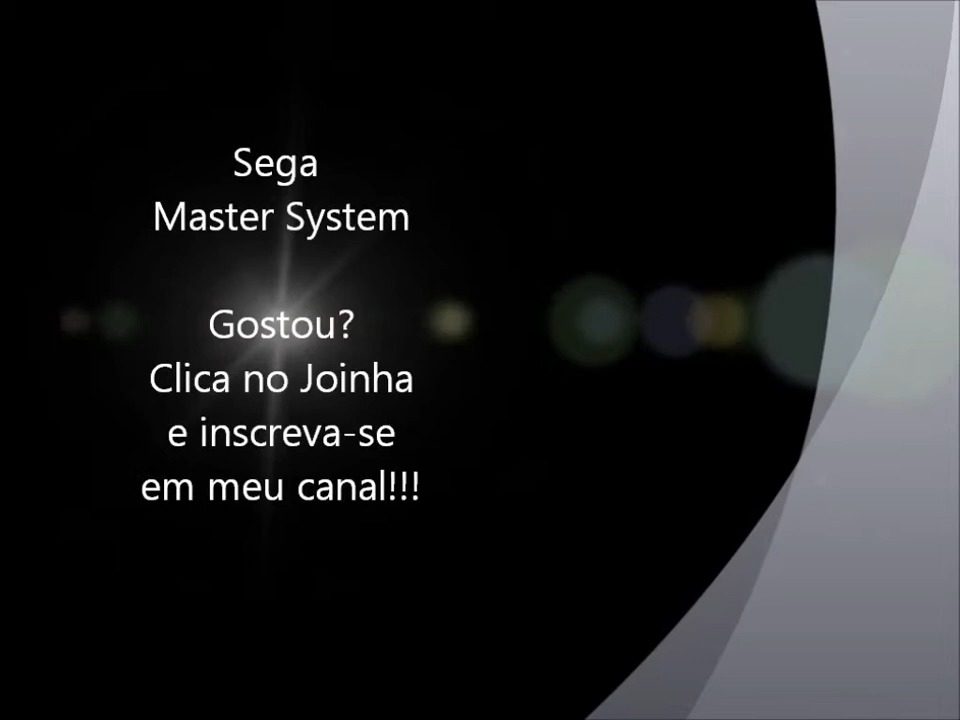 Sega
Master System
Gostou?
Clica no Joinha
e inscreva-se
em meu canal!!!